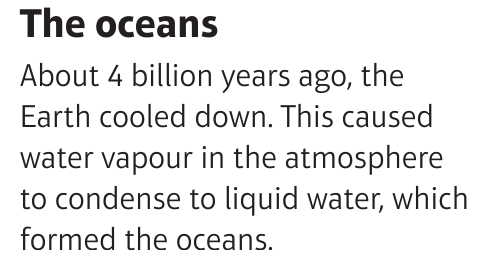 The oceans
About 4 billion years ago, the
Earth cooled down. This caused
water vapour in the atmosphere
to condense to liquid water, which
formed the oceans.